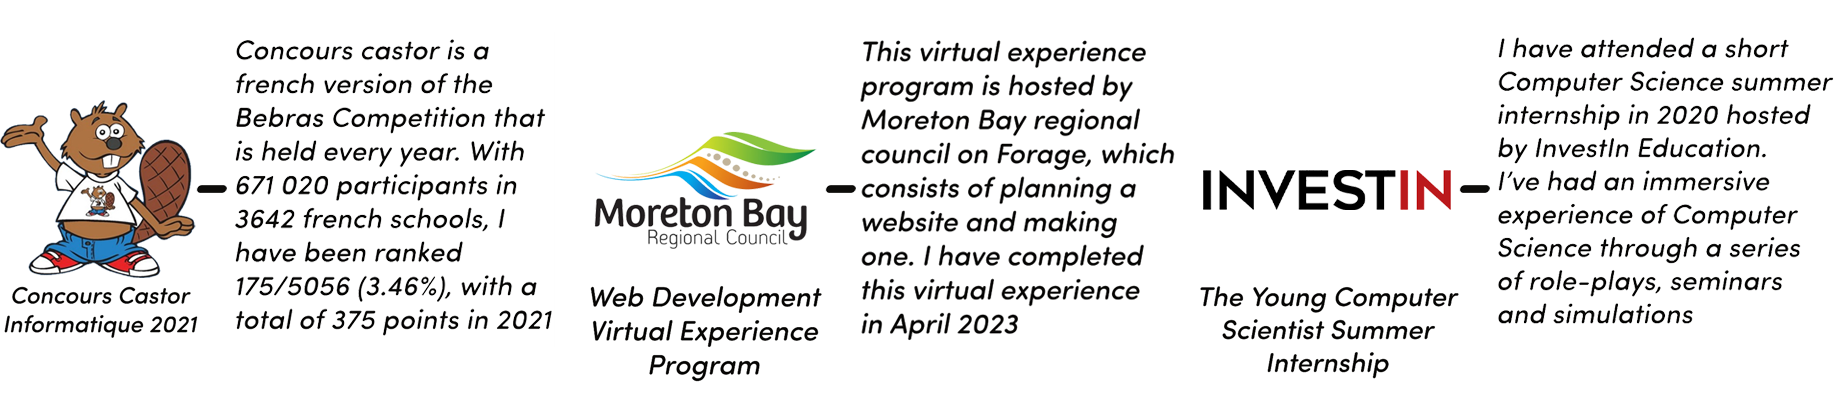 Concours castor is a
french version of the
Bebras Competition that
is held every year. With
671 020 participants in
3642 french schools, I
have been ranked
175/5056 (3.46%), with a
total of 375 points in 2021
Concours Castor
Informatique 2021
This virtual experience
program is hosted by
Moreton Bay regional
council on Forage, which
consists of planning a
website and making
one. I have completed
this virtual experience
in April 2023
Moreton Bay
Regional Council
Web Development
Virtual Experience
Program
I have attended a short
Computer Science summer
internship in 2020 hosted
by InvestIn Education.
I've had an immersive
experience of Computer
Science through a series
of role-plays, seminars
and simulations
INVESTIN
The Young Computer
Scientist Summer
Internship